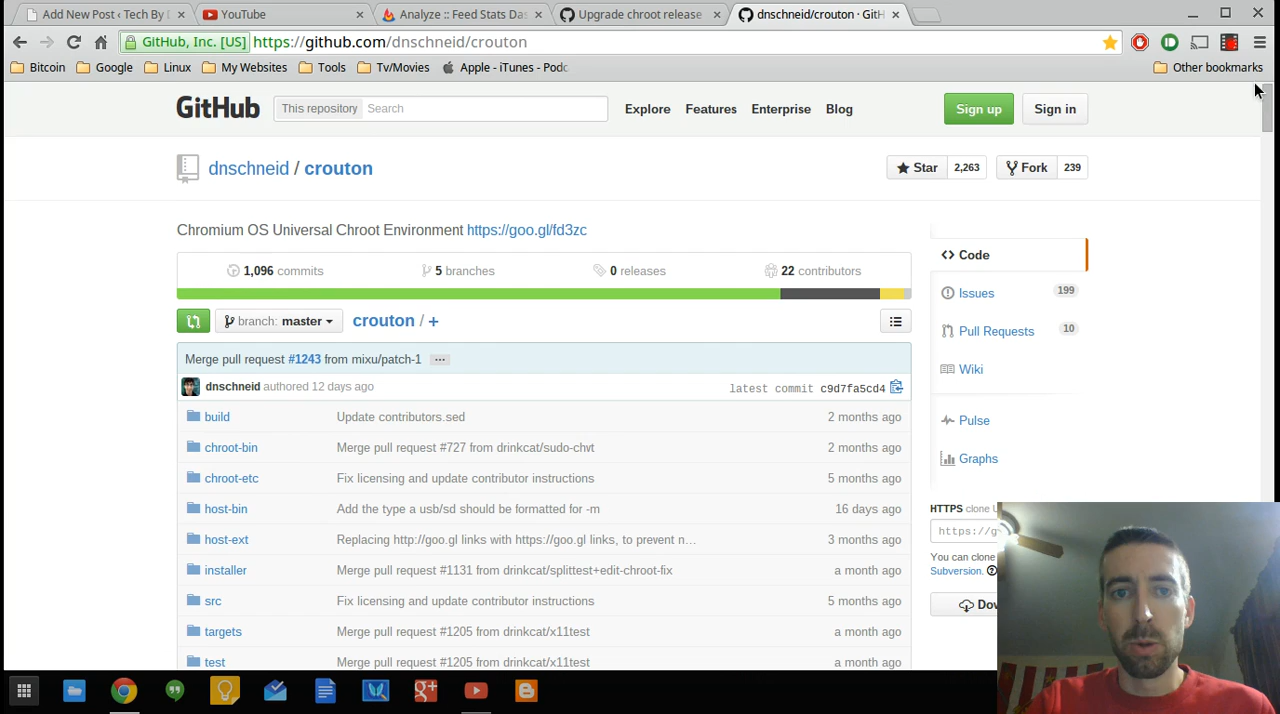 Add New Post ‹ Tech By
YouTube
Analyze :: Feed Stats Das
Upgrade chroot release
dnschneid/crouton · GitH
GitHub, Inc. [US]
https://github.com/dnschneid/crouton
Bitcoin
Google
Linux
My Websites
Tools
Tv/Movies
Apple - iTunes - Podc
Other bookmarks
GitHub
This repository
Search
Explore
Features
Enterprise
Blog
Sign up
Sign in
dnschneid / crouton
Star
2,263
Fork
239
Chromium OS Universal Chroot Environment https://goo.gl/fd3zc
1,096 commits
5 branches
0 releases
22 contributors
branch: master
crouton / +
Merge pull request #1243 from mixu/patch-1 ...
dnschneid authored 12 days ago
latest commit c9d7fa5cd4
build
Update contributors.sed
2 months ago
chroot-bin
Merge pull request #727 from drinkcat/sudo-chvt
2 months ago
chroot-etc
Fix licensing and update contributor instructions
5 months ago
host-bin
Add the type a usb/sd should be formatted for -m
16 days ago
host-ext
Replacing http://goo.gl links with https://goo.gl links, to prevent n…
3 months ago
installer
Merge pull request #1131 from drinkcat/splittest+edit-chroot-fix
a month ago
src
Fix licensing and update contributor instructions
5 months ago
targets
Merge pull request #1205 from drinkcat/x11test
a month ago
test
Merge pull request #1205 from drinkcat/x11test
a month ago
Code
Issues
199
Pull Requests
10
Wiki
Pulse
Graphs
HTTPS clone
https://g
You can clone
Subversion.
Dow